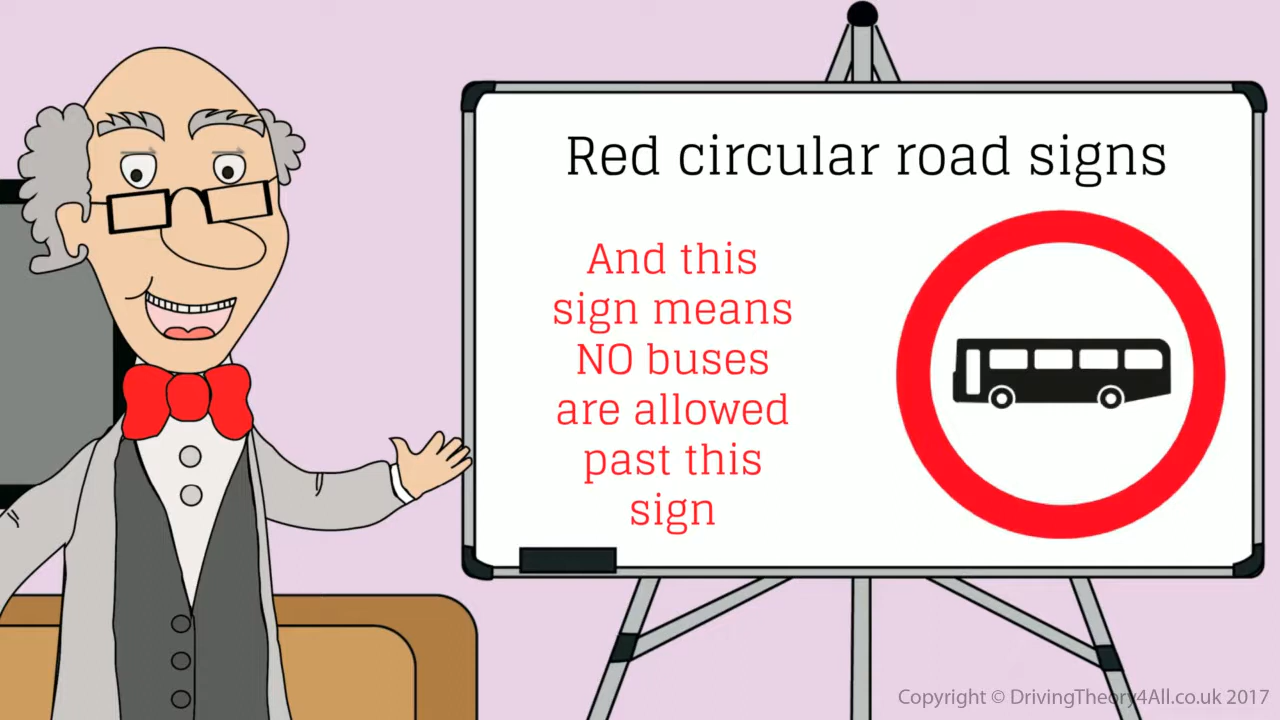 Red circular road signs
And this
sign means
NO buses
are allowed
past this
sign
Copyright © DrivingTheory4All.co.uk 2017